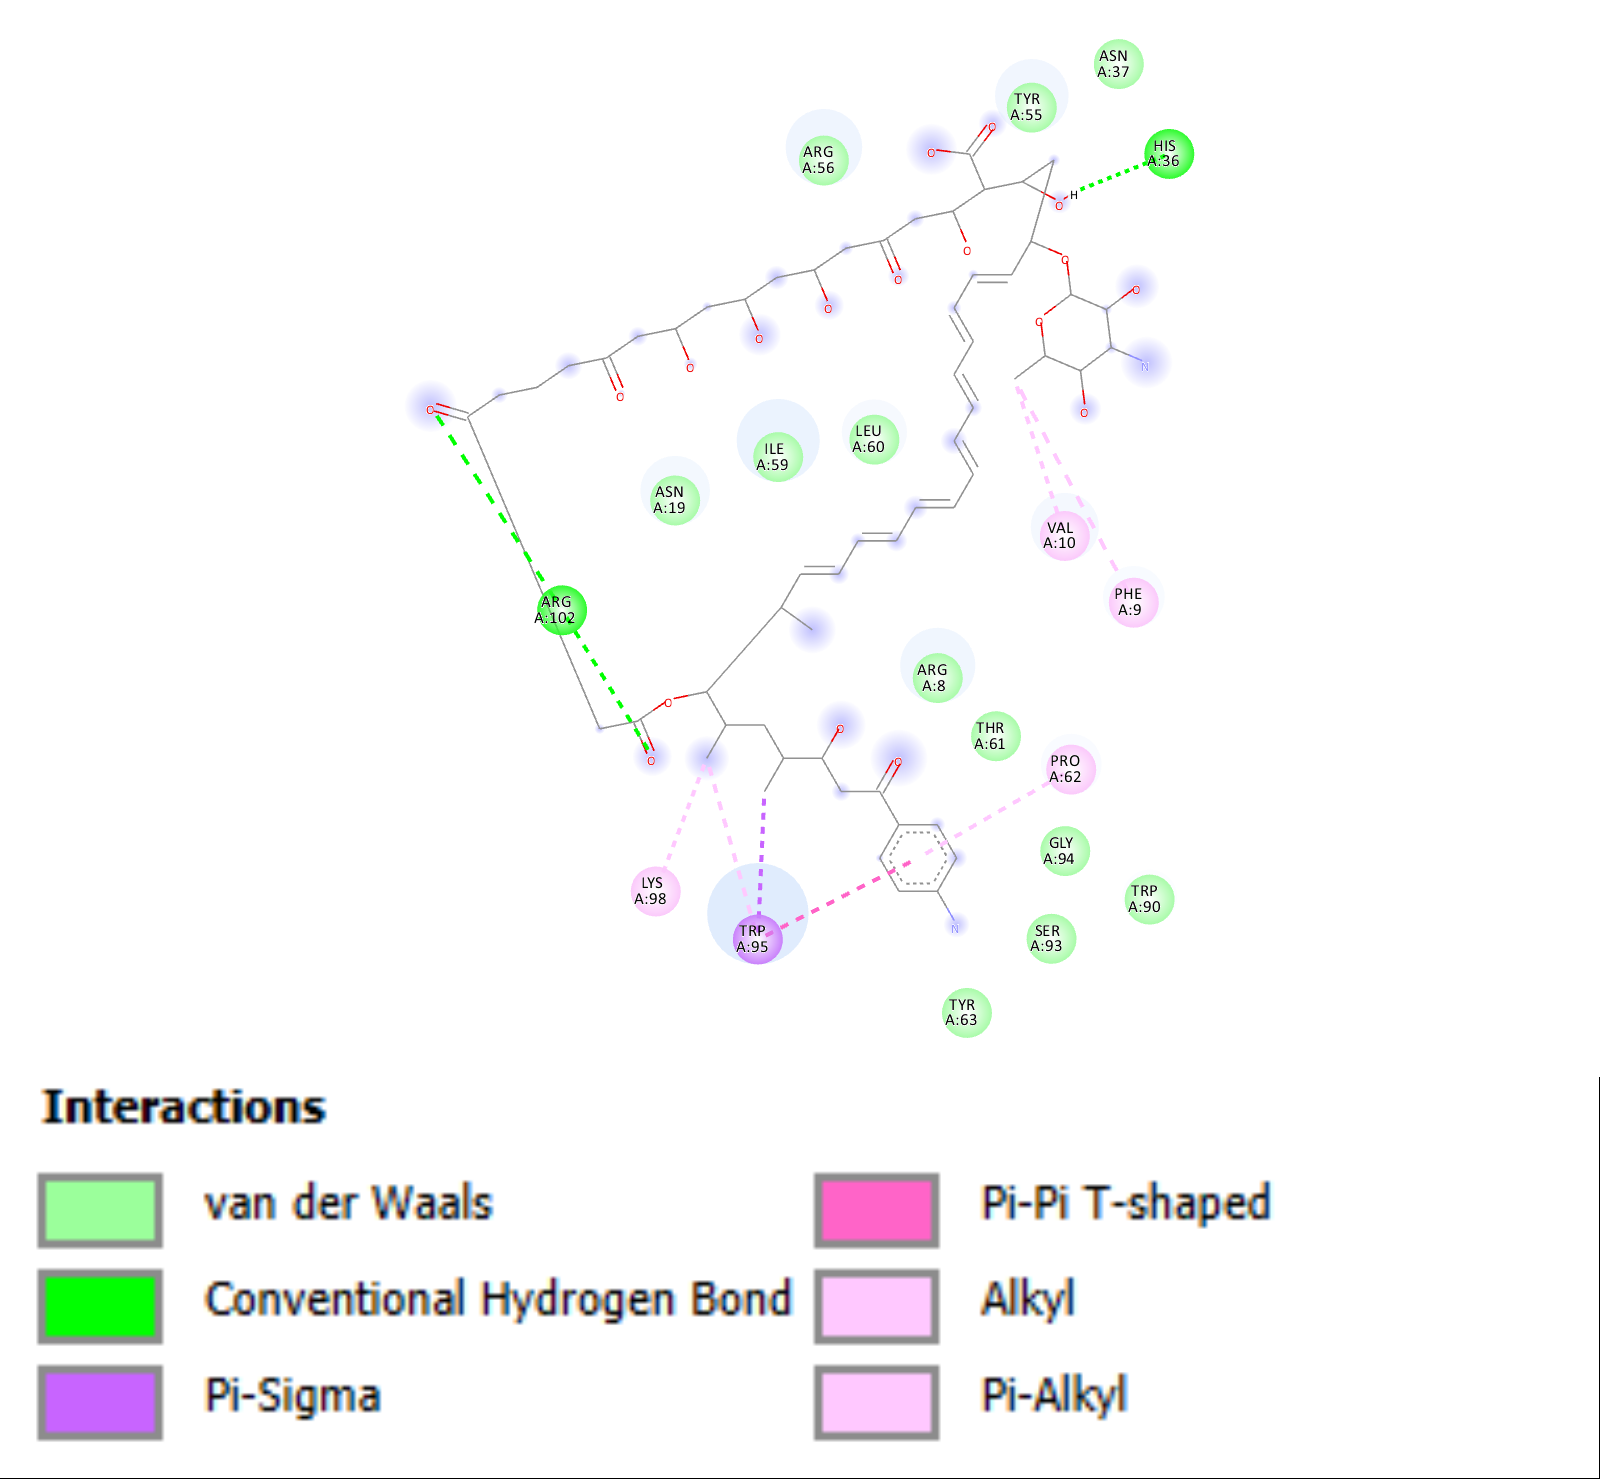 ASN
A:37
TYR
A:55
O
HIS
A:36
ARG
A:56
O
H
O
O
O
O
O
O
O
O
O
O
N
O
O
O
O
LEU
A:60
ILE
A:59
ASN
A:19
VAL
A:10
PHE
A:9
ARG
A:102
ARG
A:8
O
O
THR
A:61
O
O
PRO
A:62
GLY
A:94
LYS
A:98
TRP
A:90
N
TRP
A:95
SER
A:93
TYR
A:63
Interactions
van der Waals
Conventional Hydrogen Bond
Pi-Sigma
Pi-Pi T-shaped
Alkyl
Pi-Alkyl